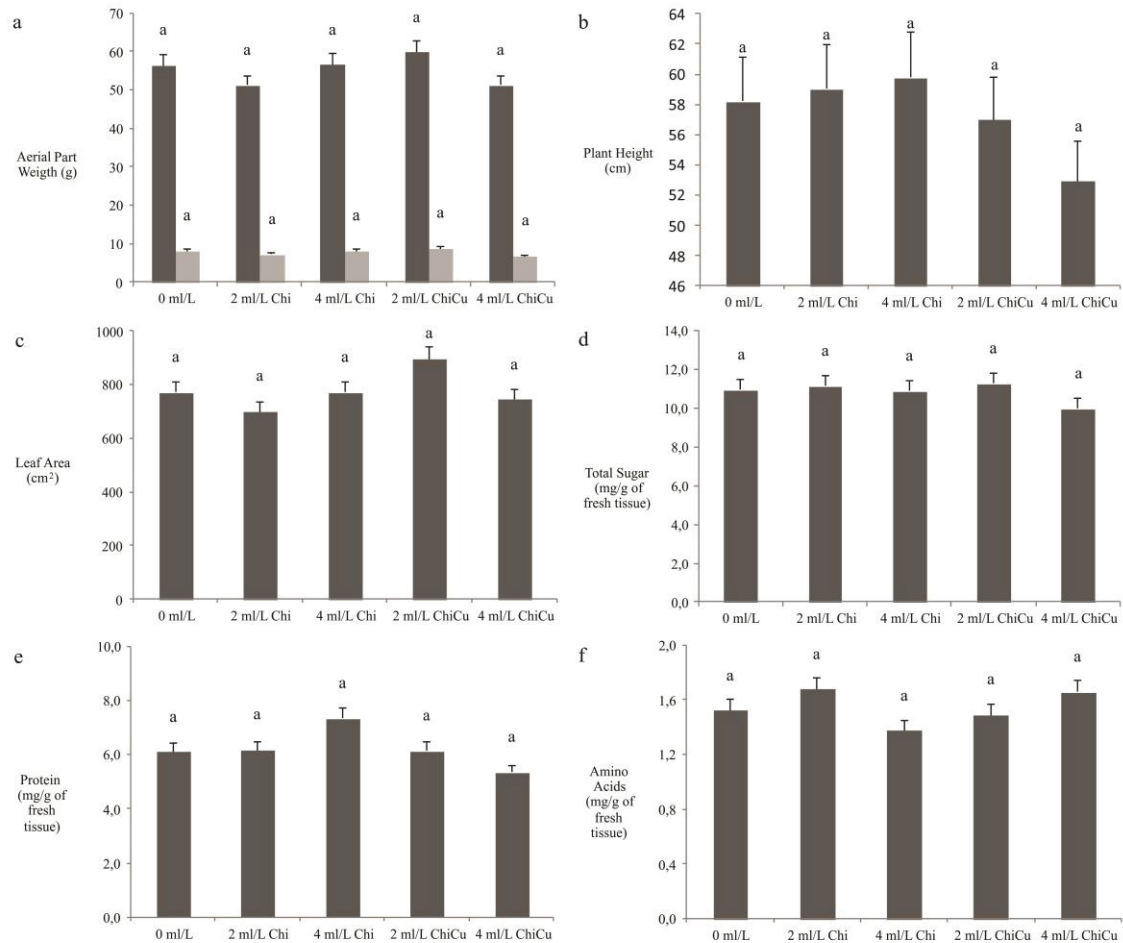 a
70
60
50
40
30
20
10
0
Aerial Part
Weigth (g)
a a a a a
a a a a a
0 ml/L 2 ml/L Chi 4 ml/L Chi 2 ml/L ChiCu 4 ml/L ChiCu
b
64
62
60
58
56
54
52
50
48
46
Plant Height
(cm)
a a a a a
0 ml/L 2 ml/L Chi 4 ml/L Chi 2 ml/L ChiCu 4 ml/L ChiCu
c
1000
800
600
400
200
0
Leaf Area
(cm²)
a a a a a
0 ml/L 2 ml/L Chi 4 ml/L Chi 2 ml/L ChiCu 4 ml/L ChiCu
d
14,0
12,0
10,0
8,0
6,0
4,0
2,0
0,0
Total Sugar
(mg/g of
fresh tissue)
a a a a a
0 ml/L 2 ml/L Chi 4 ml/L Chi 2 ml/L ChiCu 4 ml/L ChiCu
e
10,0
8,0
6,0
4,0
2,0
0,0
Protein
(mg/g of
fresh
tissue)
a a a a a
0 ml/L 2 ml/L Chi 4 ml/L Chi 2 ml/L ChiCu 4 ml/L ChiCu
f
2,0
1,6
1,2
0,8
0,4
0,0
Amino
Acids
(mg/g of
fresh
tissue)
a a a a a
0 ml/L 2 ml/L Chi 4 ml/L Chi 2 ml/L ChiCu 4 ml/L ChiCu